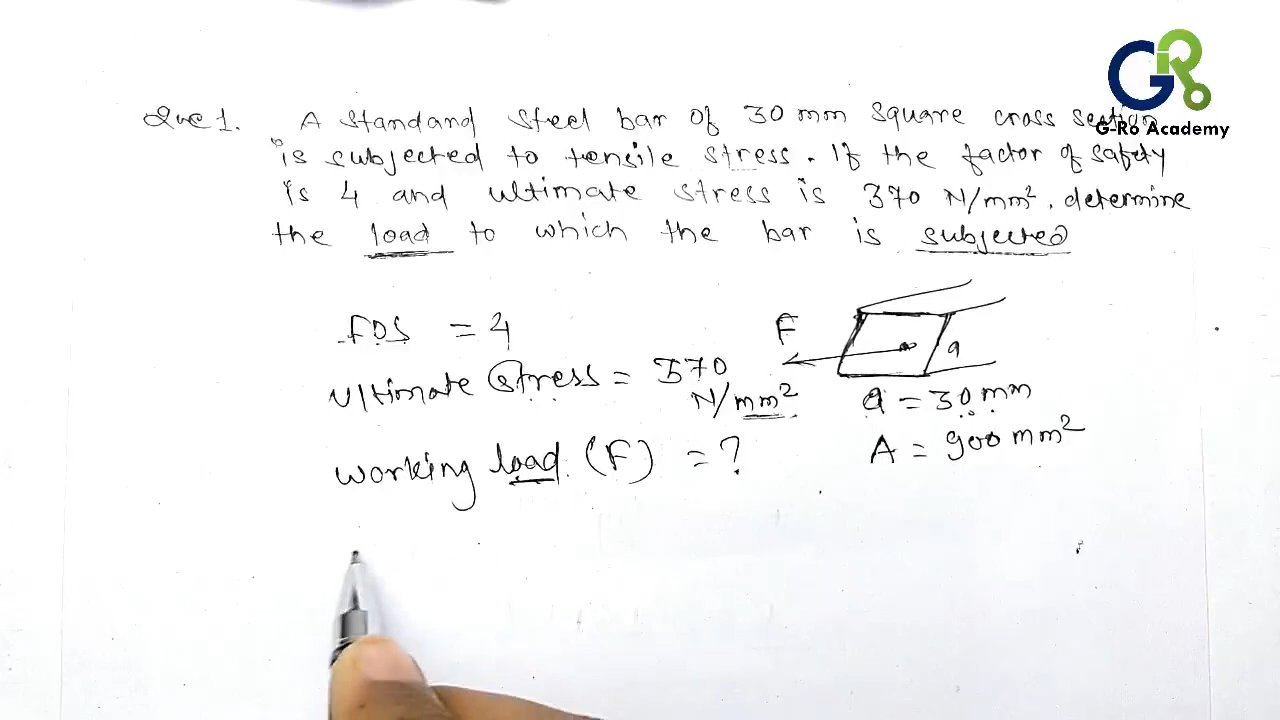 GR
G-Ro Academy
Que 1. A standard steel bar of 30 mm square cross section
is subjected to tensile stress. If the factor of safety
is 4 and ultimate stress is 370 N/mm², determine
the load to which the bar is subjected
FOS = 4
Ultimate stress = 370
N/mm²
working load (F) = ?
F
a
a = 30 mm
A = 900 mm²